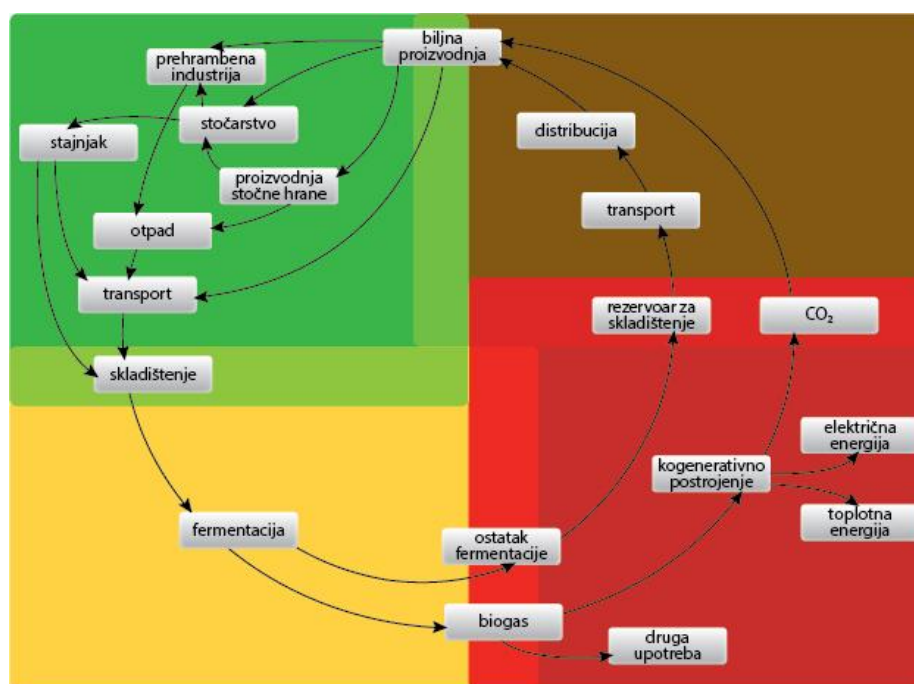 biljna
proizvodnja
prehrambena
industrija
stočarstvo
stajnjak
distribucija
proizvodnja
stočne hrane
transport
otpad
transport
rezervoar za
skladištenje
CO₂
skladištenje
električna
energija
kogenerativno
postrojenje
fermentacija
ostatak
fermentacije
toplotna
energija
biogas
druga
upotreba